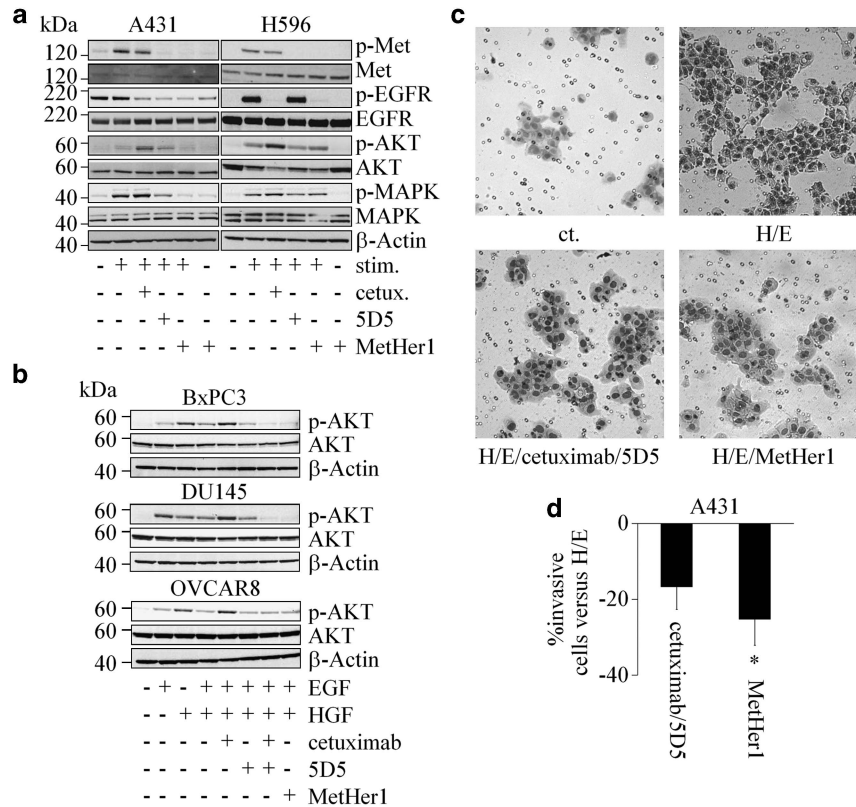 a
kDa A431 H596
120 p-Met
120 Met
220 p-EGFR
220 EGFR
60 p-AKT
60 AKT
40 p-MAPK
40 MAPK
40 β-Actin
- + + + + - - + + + + - stim.
- - + - - - - - + - - - cetux.
- - - + - - - - - + - - 5D5
- - - - + + - - - - + + MetHer1
b
kDa BxPC3
60 p-AKT
60 AKT
40 β-Actin
DU145
60 p-AKT
60 AKT
40 β-Actin
OVCAR8
60 p-AKT
60 AKT
40 β-Actin
- + - + + + + + EGF
- - + + + + + + HGF
- - - - + - + - cetuximab
- - - - - + + - 5D5
- - - - - - - + MetHer1
c
ct. H/E
H/E/cetuximab/5D5 H/E/MetHer1
d
A431
%invasive cells versus H/E
0
-20
-40
cetuximab/5D5
* MetHer1